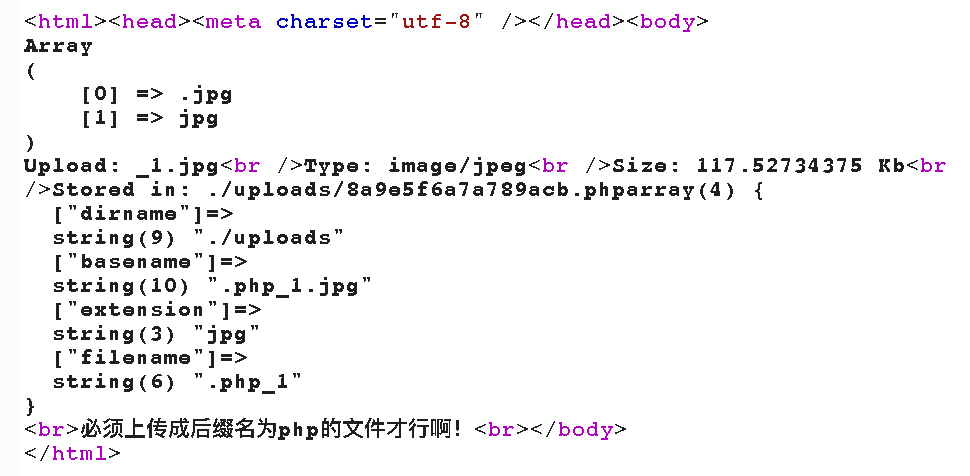 <html><head><meta charset="utf-8" /></head><body>
Array
(
    [0] => .jpg
    [1] => jpg
)
Upload: _1.jpg<br />Type: image/jpeg<br />Size: 117.52734375 Kb<br
/>Stored in: ./uploads/8a9e5f6a7a789acb.phparray(4) {
  ["dirname"]=>
  string(9) "./uploads"
  ["basename"]=>
  string(10) ".php_1.jpg"
  ["extension"]=>
  string(3) "jpg"
  ["filename"]=>
  string(6) ".php_1"
}
<br>必须上传成后缀名为php的文件才行啊! <br></body>
</html>